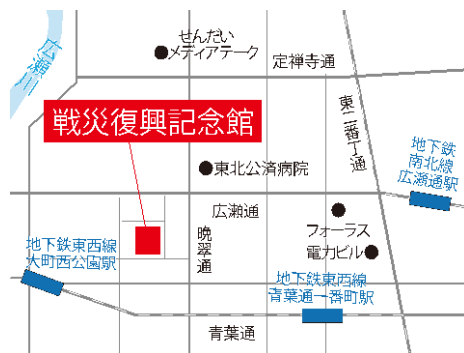 せんだい
メディアテーク
定禅寺通
広瀬川
戦災復興記念館
東二番丁通
地下鉄
南北線
広瀬通駅
東北公済病院
広瀬通
フォーラス
晩翠通
電力ビル
地下鉄東西線
大町西公園駅
地下鉄東西線
青葉通一番町駅
青葉通